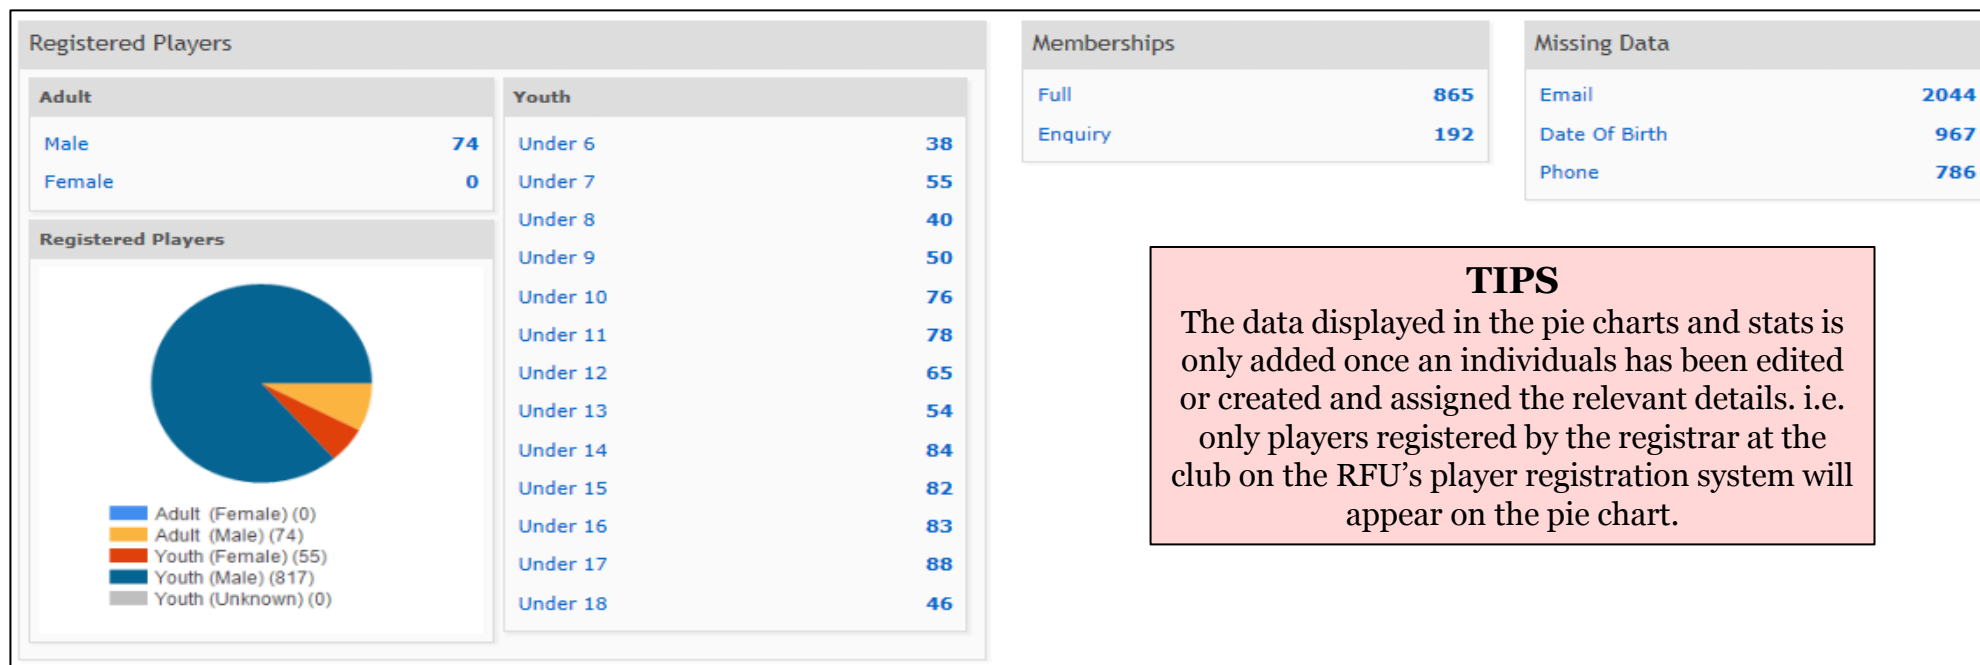 Registered Players
Adult
Male 74
Female 0
Registered Players
Adult (Female) (0)
Adult (Male) (74)
Youth (Female) (55)
Youth (Male) (817)
Youth (Unknown) (0)
Youth
Under 6 38
Under 7 55
Under 8 40
Under 9 50
Under 10 76
Under 11 78
Under 12 65
Under 13 54
Under 14 84
Under 15 82
Under 16 83
Under 17 88
Under 18 46
Memberships
Full 865
Enquiry 192
Missing Data
Email 2044
Date Of Birth 967
Phone 786
TIPS
The data displayed in the pie charts and stats is
only added once an individuals has been edited
or created and assigned the relevant details. i.e.
only players registered by the registrar at the
club on the RFU’s player registration system will
appear on the pie chart.